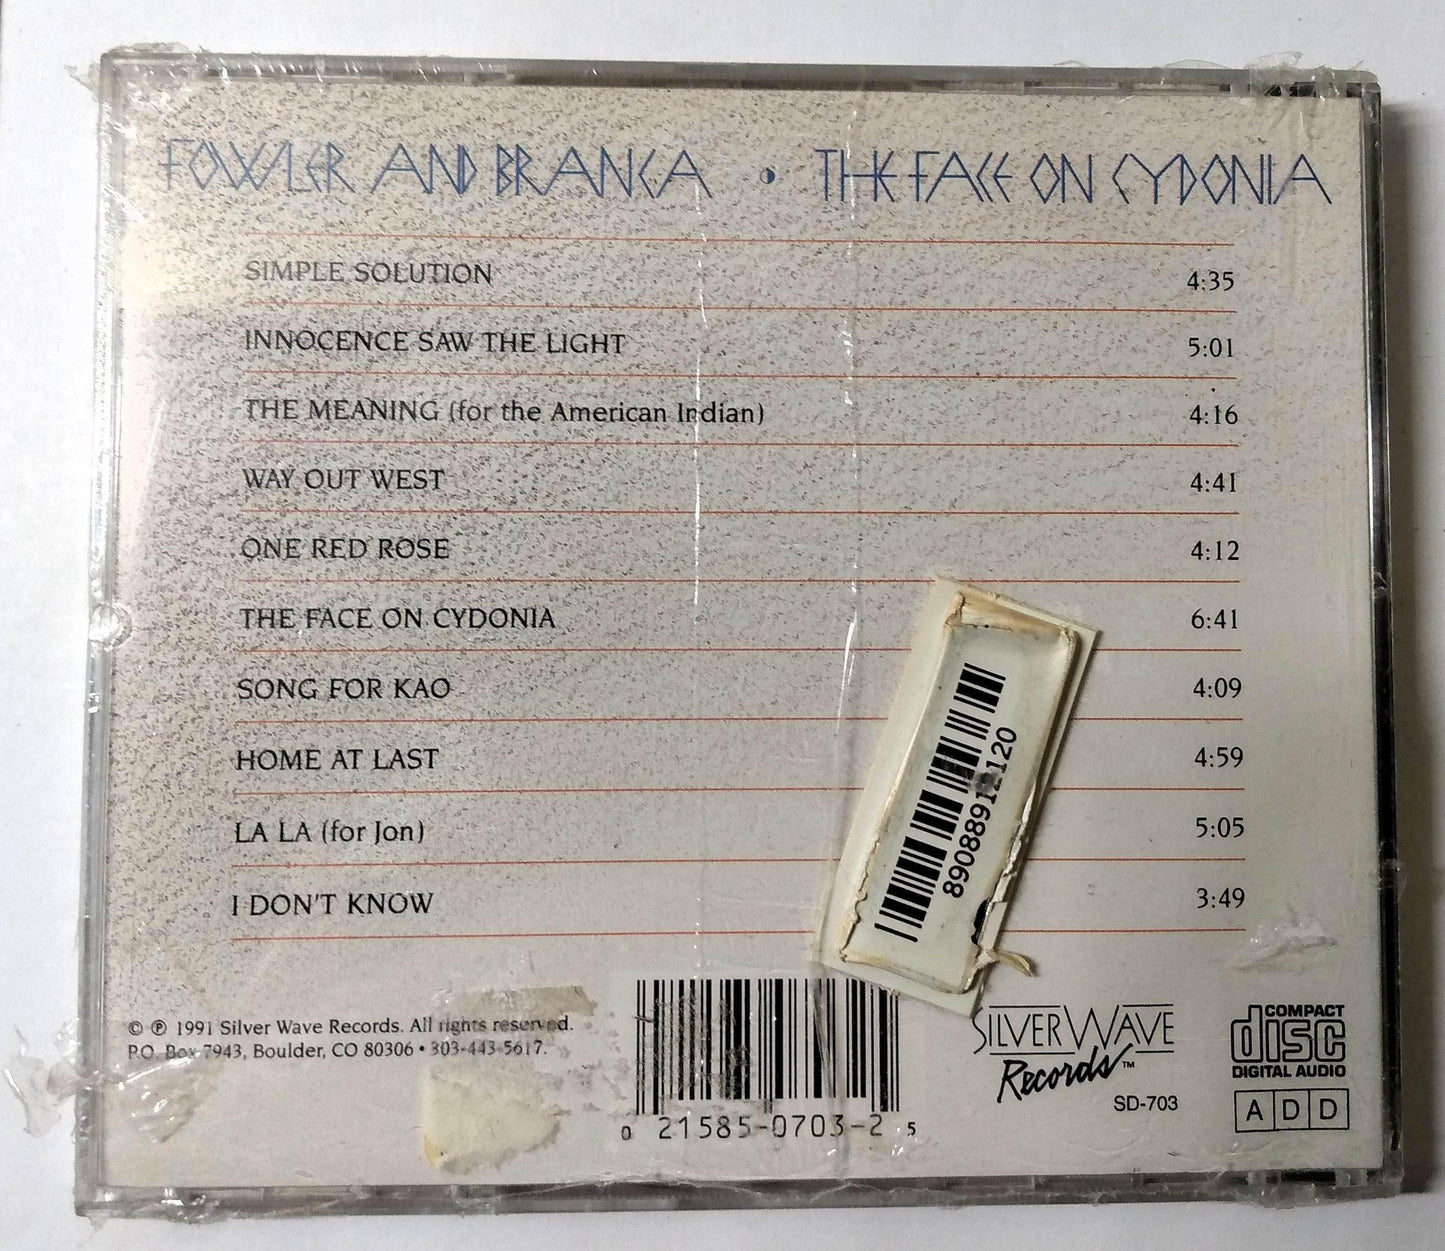 FOWLER AND BRANCA • THE FACE ON CYDONIA
SIMPLE SOLUTION 4:35
INNOCENCE SAW THE LIGHT 5:01
THE MEANING (for the American Indian) 4:16
WAY OUT WEST 4:41
ONE RED ROSE 4:12
THE FACE ON CYDONIA 6:41
SONG FOR KAO 4:09
HOME AT LAST 4:59
LA LA (for Jon) 5:05
I DON'T KNOW 3:49
© ℗ 1991 Silver Wave Records. All rights reserved.
P.O. Box 7943, Boulder, CO 80306 • 303-443-5617.
0 21585-0703-2 5
SILVER WAVE
Records™
SD-703
COMPACT
disc
DIGITAL AUDIO
ADD